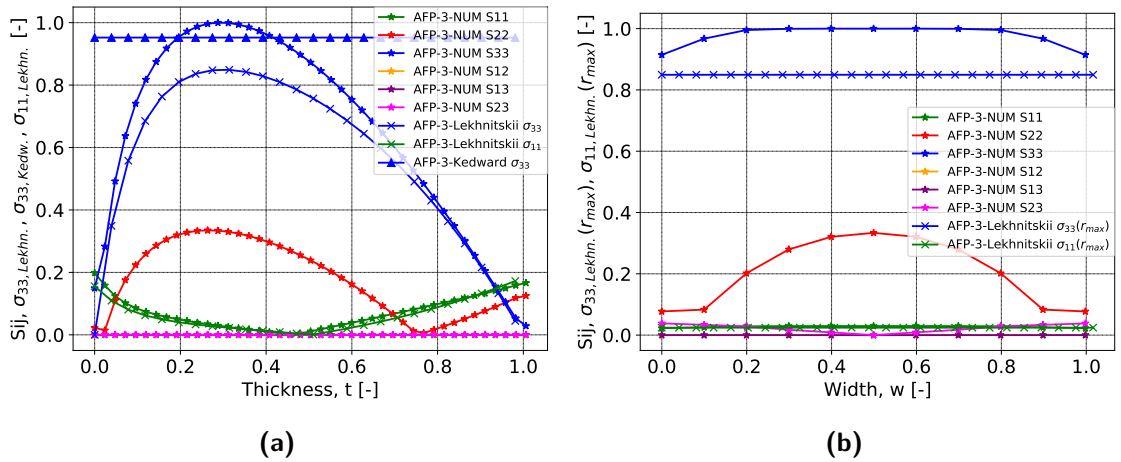 Sij, σ33,Lekhn. , σ33,Kedw. , σ11,Lekhn. [-]
1.0
0.8
0.6
0.4
0.2
0.0
0.0 0.2 0.4 0.6 0.8 1.0
Thickness, t [-]
AFP-3-NUM S11
AFP-3-NUM S22
AFP-3-NUM S33
AFP-3-NUM S12
AFP-3-NUM S13
AFP-3-NUM S23
AFP-3-Lekhnitskii σ33
AFP-3-Lekhnitskii σ11
AFP-3-Kedward σ33
(a)
Sij, σ33,Lekhn. (rmax), σ11,Lekhn. (rmax) [-]
1.0
0.8
0.6
0.4
0.2
0.0
0.0 0.2 0.4 0.6 0.8 1.0
Width, w [-]
AFP-3-NUM S11
AFP-3-NUM S22
AFP-3-NUM S33
AFP-3-NUM S12
AFP-3-NUM S13
AFP-3-NUM S23
AFP-3-Lekhnitskii σ33(rmax)
AFP-3-Lekhnitskii σ11(rmax)
(b)